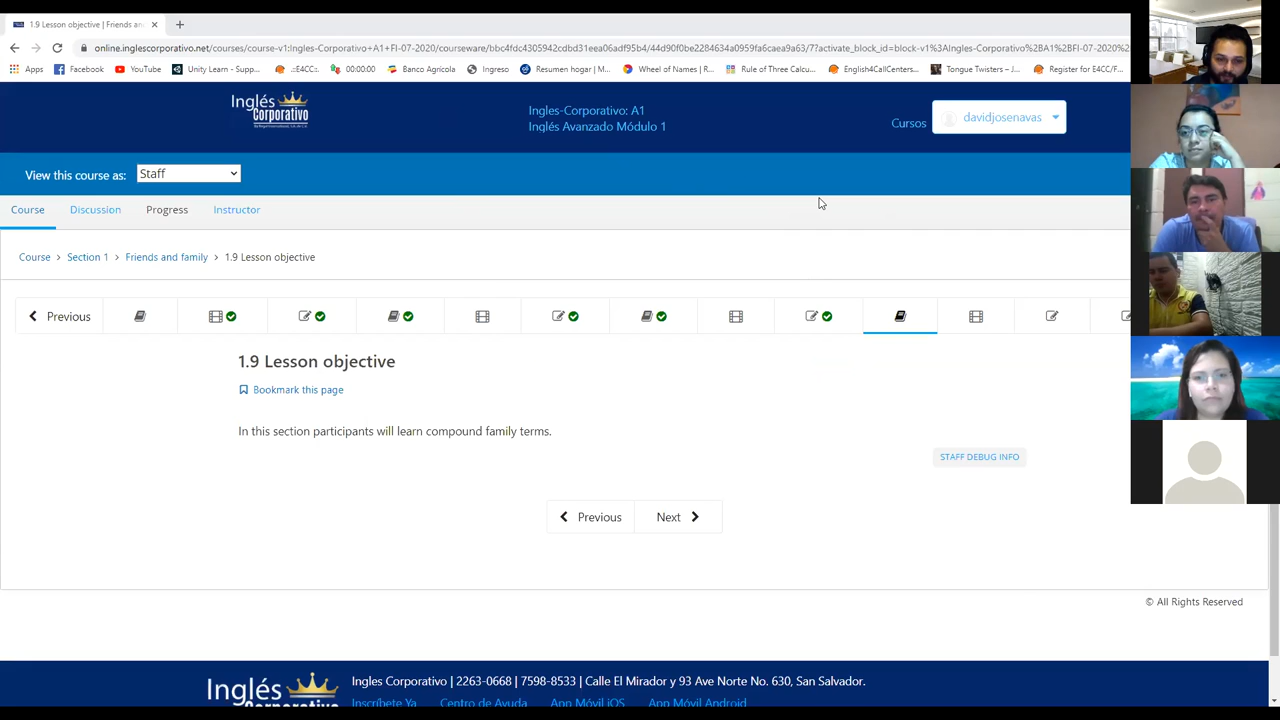 1.9 Lesson objective | Friends an
online.inglescorporativo.net/courses/course-v1:Ingles-Corporativo+A1+FI-07-2020/courseware/bbc4fdc4305942cdbd31eea06adf95b4/44d90f0be2284634a0959fa6caea9a63/7?activate_block_id=block-v1%3AIngles-Corporativo%2BA1%2BFI-07-2020%
Apps Facebook YouTube Unity Learn - Supp... .::E4CC:. 00:00:00 Banco Agrícola Ingreso Resumen hogar | M... Wheel of Names | R... Rule of Three Calcu... English4CallCenters... Tongue Twisters – J... Register for E4CC/F
Inglés
Corporativo
Ingles-Corporativo: A1
Inglés Avanzado Módulo 1
Cursos davidjosenavas
View this course as: Staff
Course Discussion Progress Instructor
Course > Section 1 > Friends and family > 1.9 Lesson objective
Previous
1.9 Lesson objective
Bookmark this page
In this section participants will learn compound family terms.
STAFF DEBUG INFO
Previous Next
© All Rights Reserved
Inglés
Corporativo
Ingles Corporativo | 2263-0668 | 7598-8533 | Calle El Mirador y 93 Ave Norte No. 630, San Salvador.
Inscríbete Ya Centro de Ayuda App Móvil iOS App Móvil Android